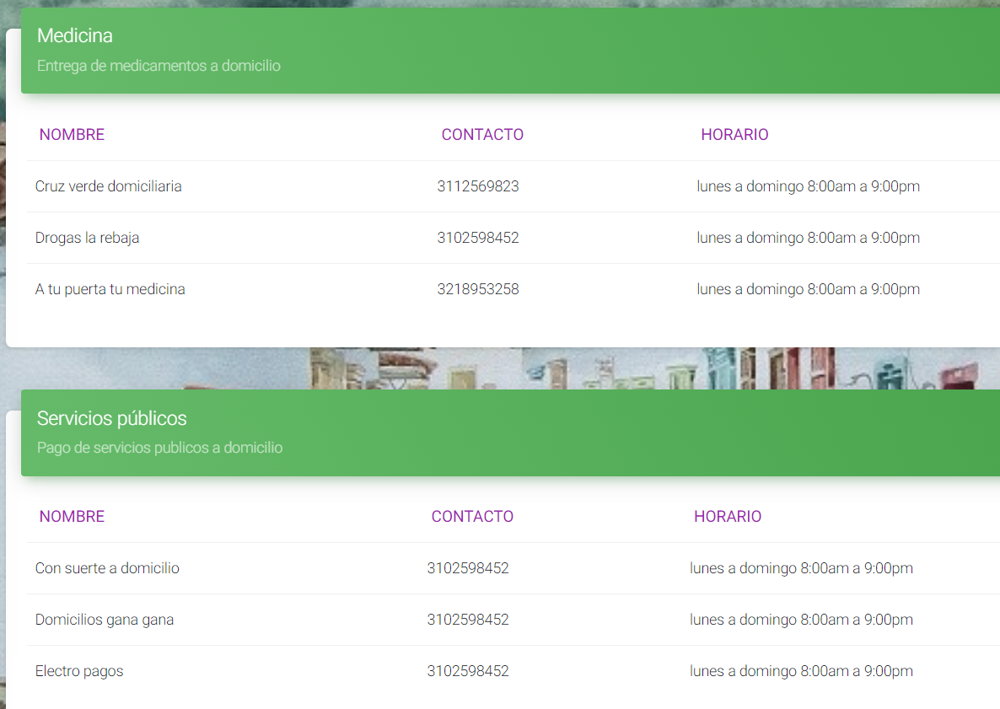 Medicina
Entrega de medicamentos a domicilio
NOMBRE CONTACTO HORARIO
Cruz verde domiciliaria 3112569823 lunes a domingo 8:00am a 9:00pm
Drogas la rebaja 3102598452 lunes a domingo 8:00am a 9:00pm
A tu puerta tu medicina 3218953258 lunes a domingo 8:00am a 9:00pm
Servicios públicos
Pago de servicios publicos a domicilio
NOMBRE CONTACTO HORARIO
Con suerte a domicilio 3102598452 lunes a domingo 8:00am a 9:00pm
Domicilios gana gana 3102598452 lunes a domingo 8:00am a 9:00pm
Electro pagos 3102598452 lunes a domingo 8:00am a 9:00pm